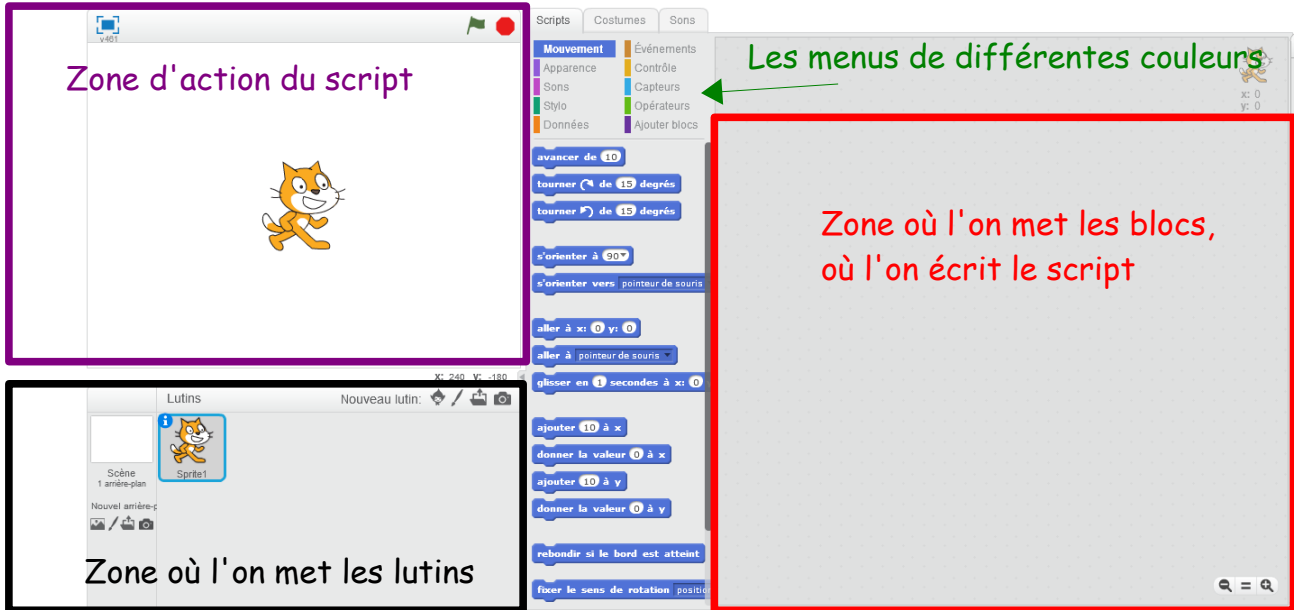 v461
Zone d'action du script
x: 240 y: -180
Lutins
Nouveau lutin:
Scène
1 arrière-plan
Sprite1
Nouvel arrière-p
Zone où l'on met les lutins
Scripts Costumes Sons
Mouvement Événements
Apparence Contrôle
Sons Capteurs
Stylo Opérateurs
Données Ajouter blocs
avancer de 10
tourner de 15 degrés
tourner de 15 degrés
s'orienter à 90
s'orienter vers pointeur de souris
aller à x: 0 y: 0
aller à pointeur de souris
glisser en 1 secondes à x: 0
ajouter 10 à x
donner la valeur 0 à x
ajouter 10 à y
donner la valeur 0 à y
rebondir si le bord est atteint
fixer le sens de rotation positio
Les menus de différentes couleurs
x: 0
y: 0
Zone où l'on met les blocs,
où l'on écrit le script